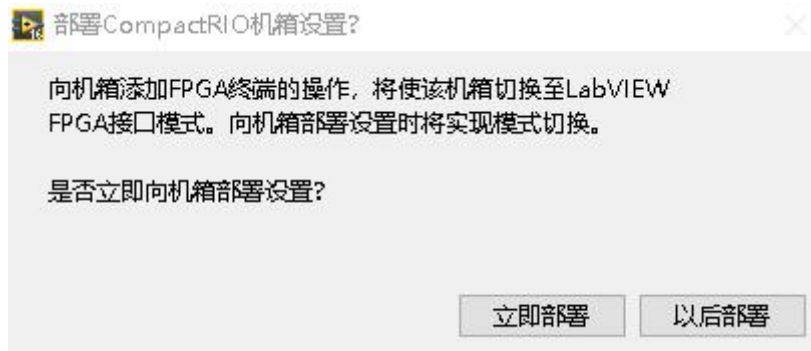 部署CompactRIO机箱设置?
向机箱添加FPGA终端的操作，将使该机箱切换至LabVIEW
FPGA接口模式。向机箱部署设置时将实现模式切换。
是否立即向机箱部署设置?
立即部署
以后部署